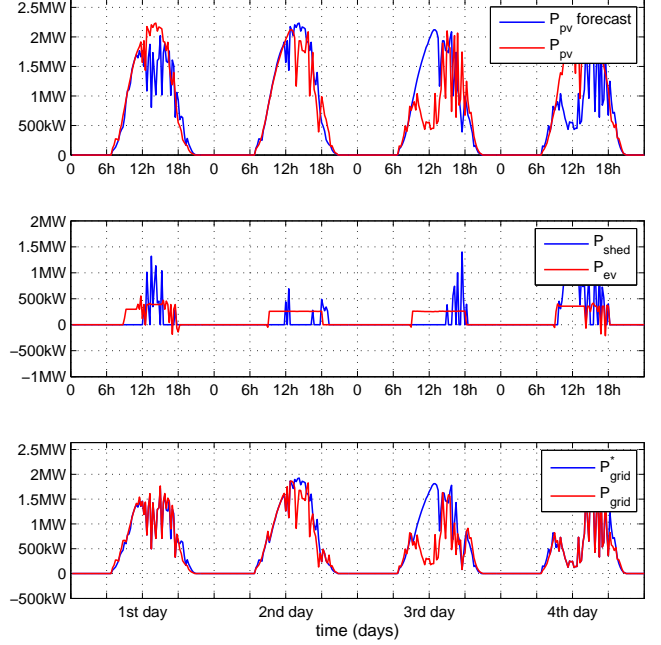 2.5MW
2MW
1.5MW
1MW
500kW
0
P_pv forecast
P_pv
0 6h 12h 18h 0 6h 12h 18h 0 6h 12h 18h 0 6h 12h 18h
2MW
1.5MW
1MW
500kW
0
−500kW
−1MW
P_shed
P_ev
0 6h 12h 18h 0 6h 12h 18h 0 6h 12h 18h 0 6h 12h 18h
2.5MW
2MW
1.5MW
1MW
500kW
0
−500kW
P*_grid
P_grid
1st day 2nd day 3rd day 4th day
time (days)